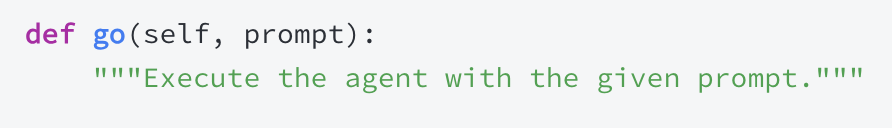 def go(self, prompt):
    """Execute the agent with the given prompt."""